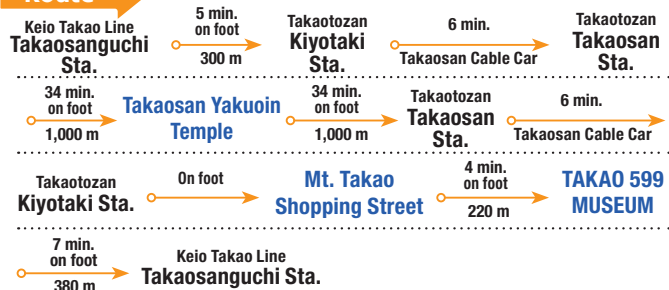 Route
Keio Takao Line
Takaosanguchi
Sta.
5 min.
on foot
300 m
Takaotozan
Kiyotaki
Sta.
6 min.
Takaosan Cable Car
Takaotozan
Takaosan
Sta.
34 min.
on foot
1,000 m
Takaosan Yakuoin
Temple
34 min.
on foot
1,000 m
Takaotozan
Takaosan
Sta.
6 min.
Takaosan Cable Car
Takaotozan
Kiyotaki Sta.
On foot
Mt. Takao
Shopping Street
4 min.
on foot
220 m
TAKAO 599
MUSEUM
7 min.
on foot
380 m
Keio Takao Line
Takaosanguchi Sta.